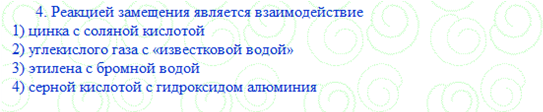 4. Реакцией замещения является взаимодействие
1) цинка с соляной кислотой
2) углекислого газа с «известковой водой»
3) этилена с бромной водой
4) серной кислотой с гидроксидом алюминия